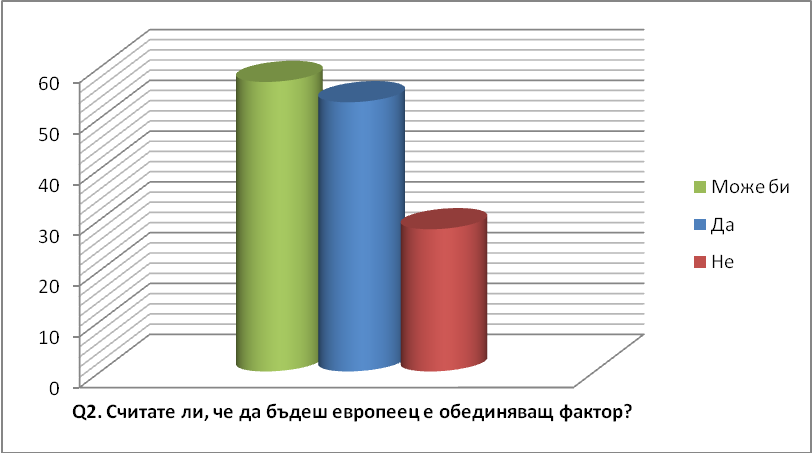 60
50
40
30
20
10
0
Може би
Да
Не
Q2. Считате ли, че да бъдеш европеец е обединяващ фактор?